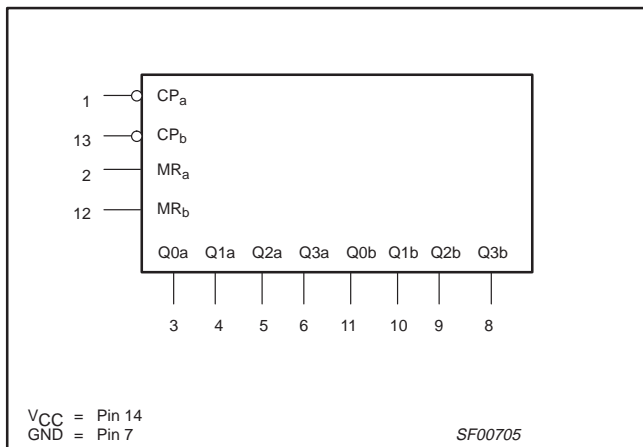 1 CPa
13 CPb
2 MRa
12 MRb
Q0a Q1a Q2a Q3a Q0b Q1b Q2b Q3b
3 4 5 6 11 10 9 8
VCC = Pin 14
GND = Pin 7
SF00705